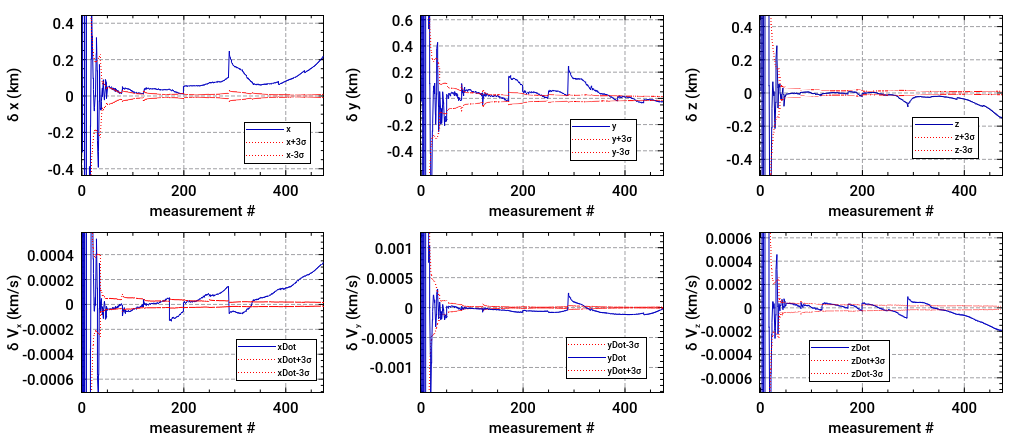 δ x (km)
0.4
0.2
0
-0.2
-0.4
x
x+3σ
x-3σ
0 200 400
measurement #
δ y (km)
0.6
0.4
0.2
0
-0.2
-0.4
y
y+3σ
y-3σ
0 200 400
measurement #
δ z (km)
0.4
0.2
0
-0.2
-0.4
z
z+3σ
z-3σ
0 200 400
measurement #
δ Vx (km/s)
0.0004
0.0002
0
-0.0002
-0.0004
-0.0006
xDot
xDot+3σ
xDot-3σ
0 200 400
measurement #
δ Vy (km/s)
0.001
0.0005
0
-0.0005
-0.001
yDot-3σ
yDot
yDot+3σ
0 200 400
measurement #
δ Vz (km/s)
0.0006
0.0004
0.0002
0
-0.0002
-0.0004
-0.0006
zDot
zDot+3σ
zDot-3σ
0 200 400
measurement #